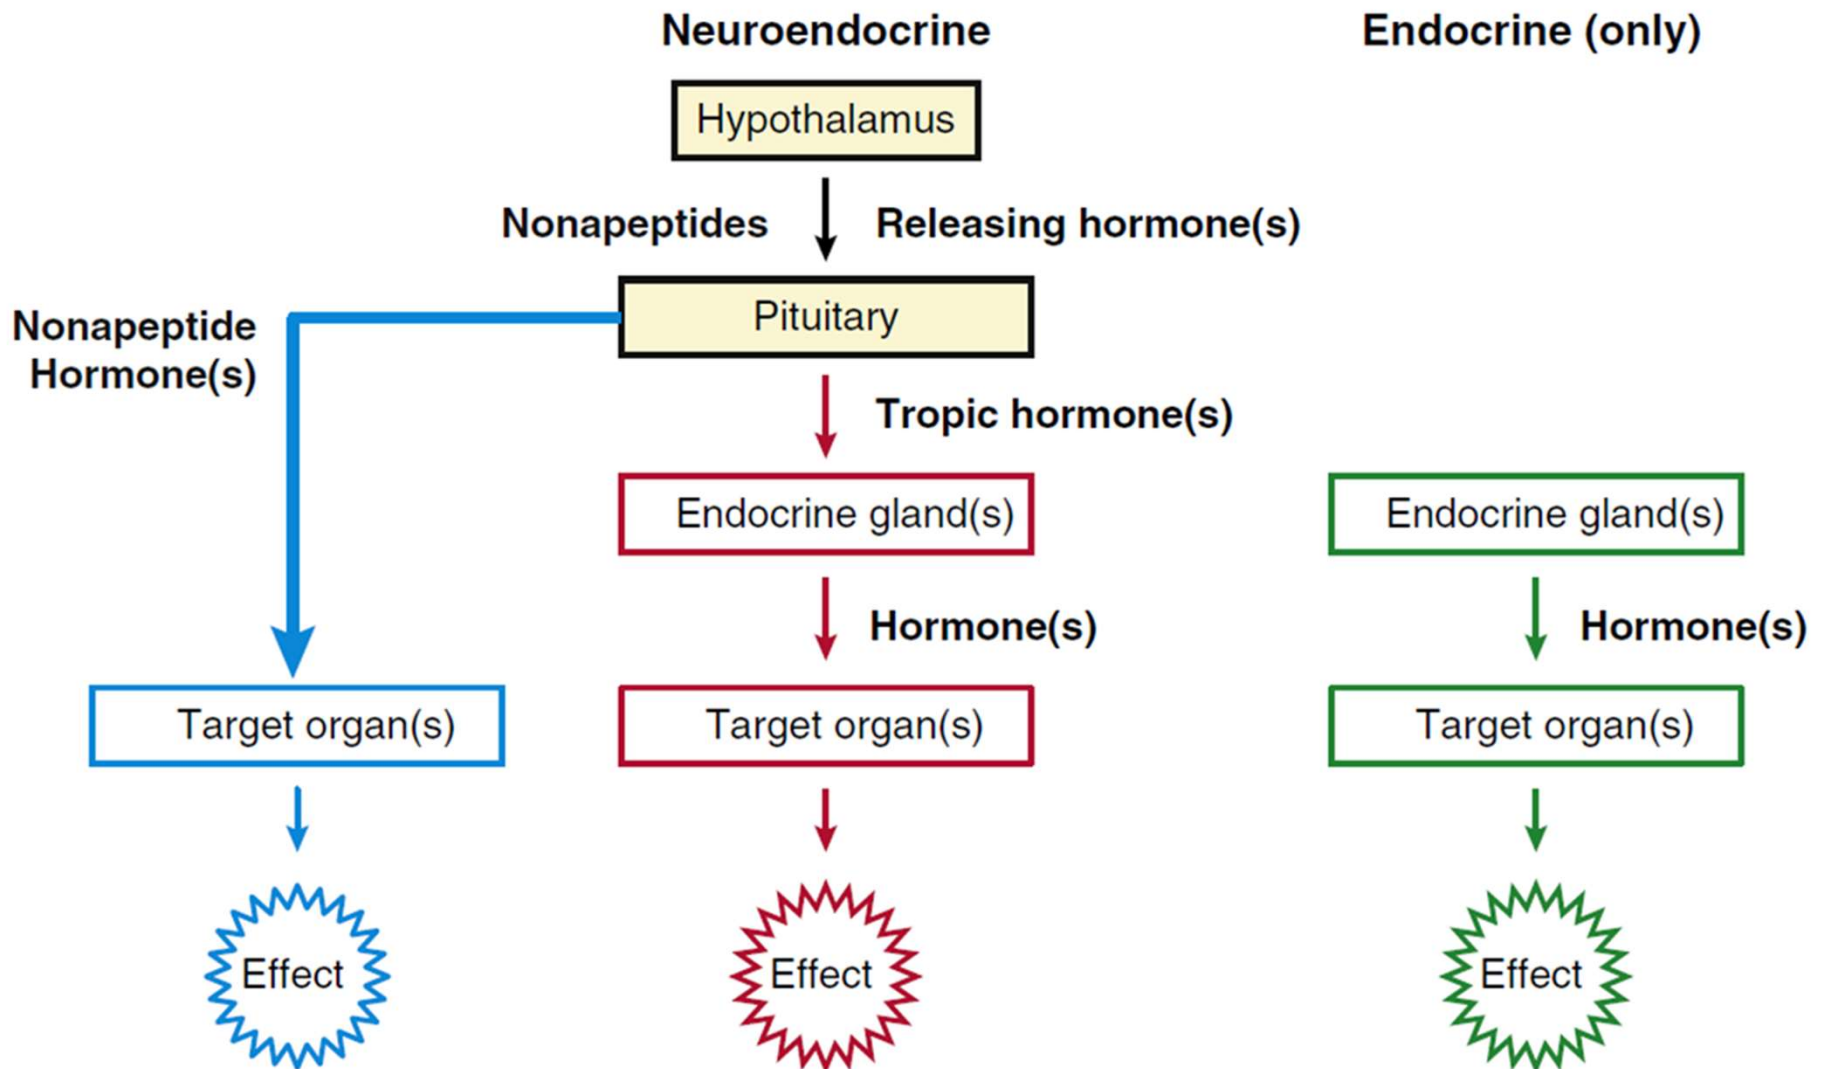 Neuroendocrine
Endocrine (only)
Hypothalamus
Nonapeptides
Releasing hormone(s)
Pituitary
Nonapeptide
Hormone(s)
Tropic hormone(s)
Endocrine gland(s)
Endocrine gland(s)
Hormone(s)
Hormone(s)
Target organ(s)
Target organ(s)
Target organ(s)
Effect
Effect
Effect